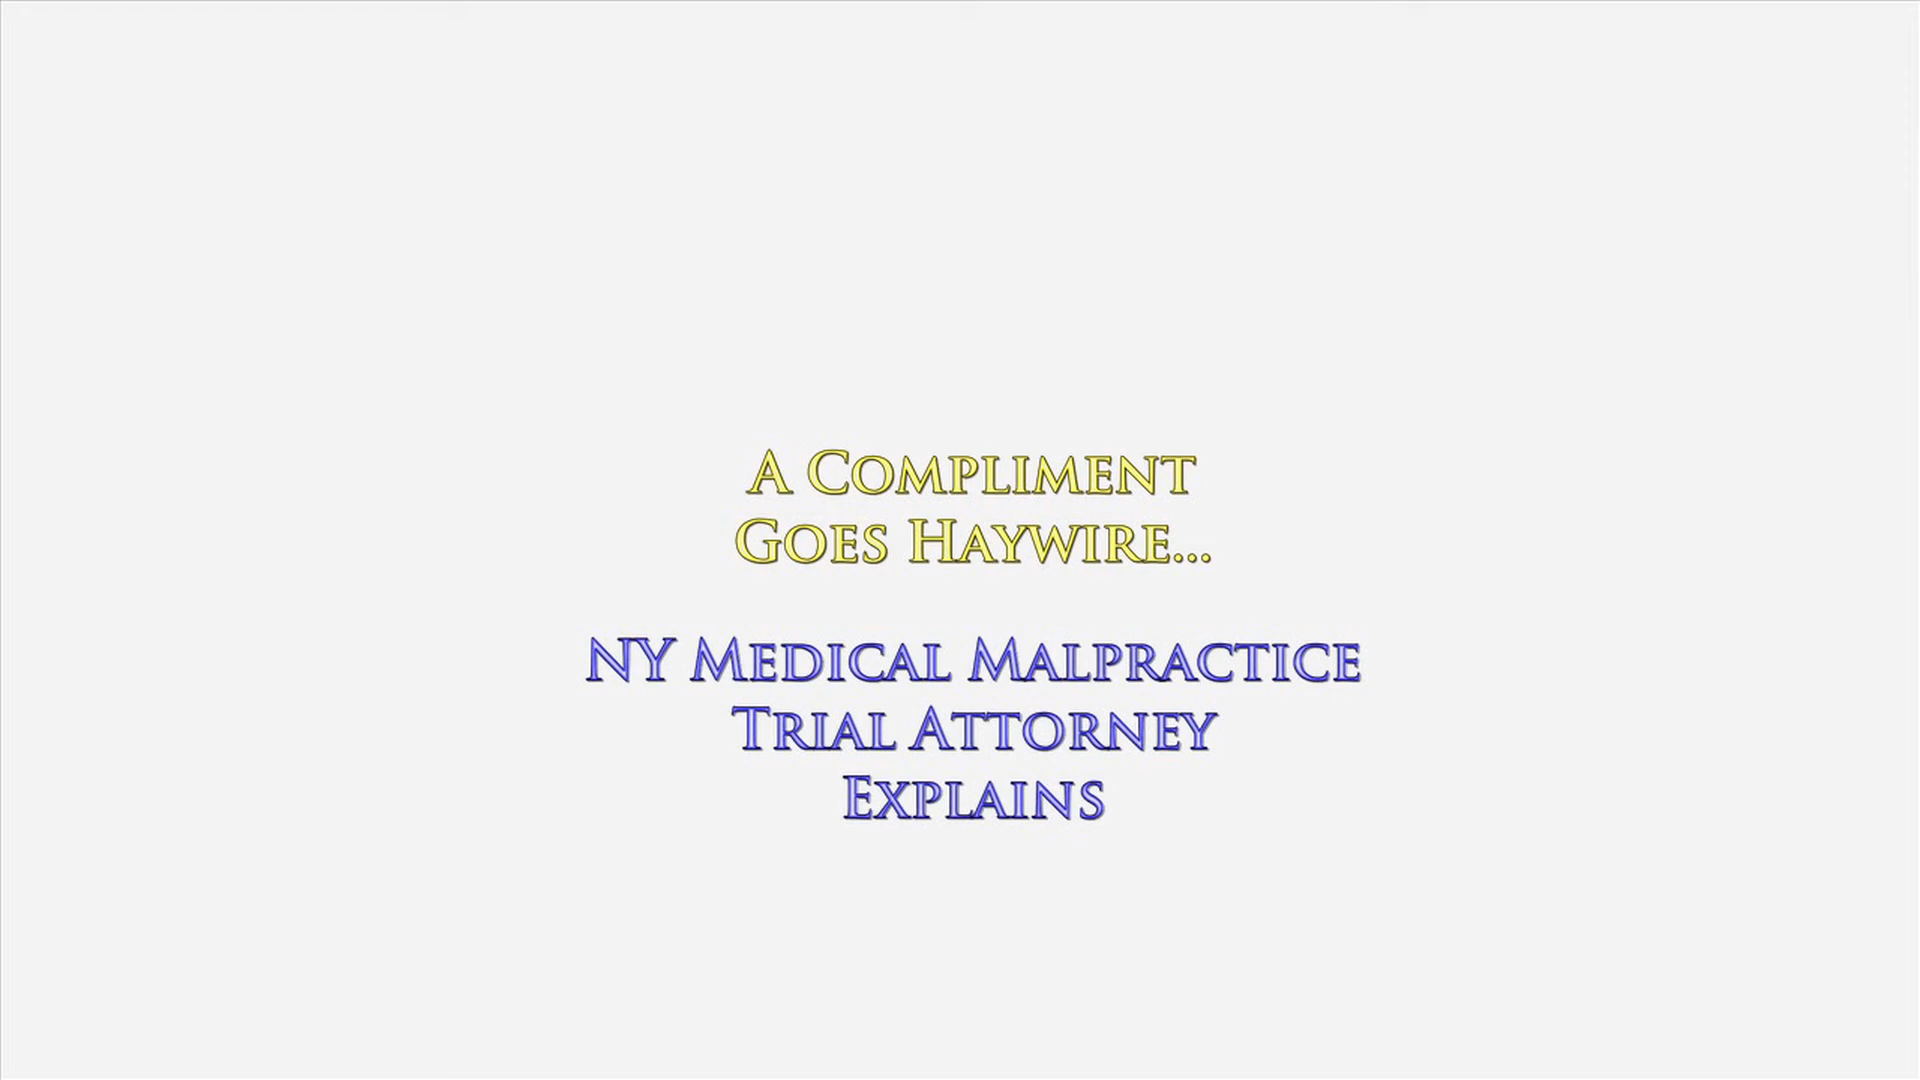 A Compliment
Goes Haywire...
NY Medical Malpractice
Trial Attorney
Explains